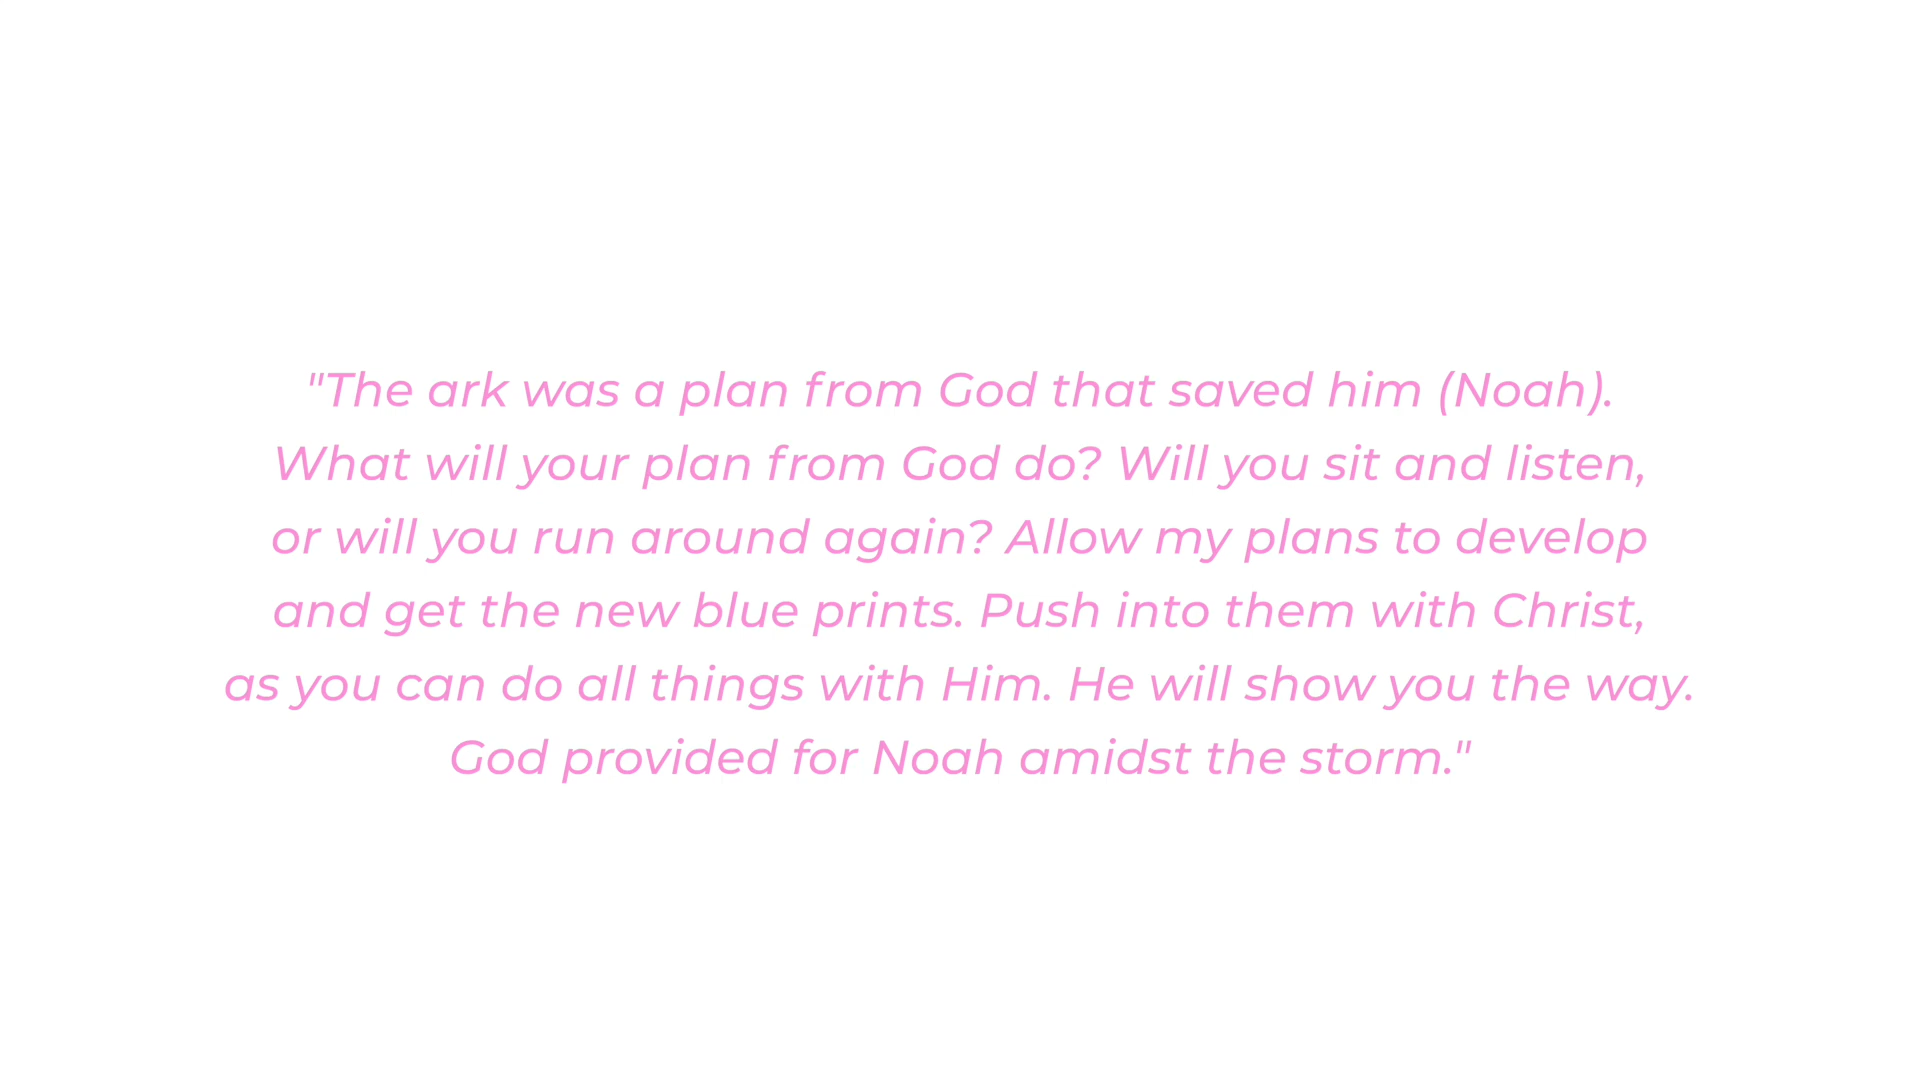 "The ark was a plan from God that saved him (Noah).
What will your plan from God do? Will you sit and listen,
or will you run around again? Allow my plans to develop
and get the new blue prints. Push into them with Christ,
as you can do all things with Him. He will show you the way.
God provided for Noah amidst the storm."